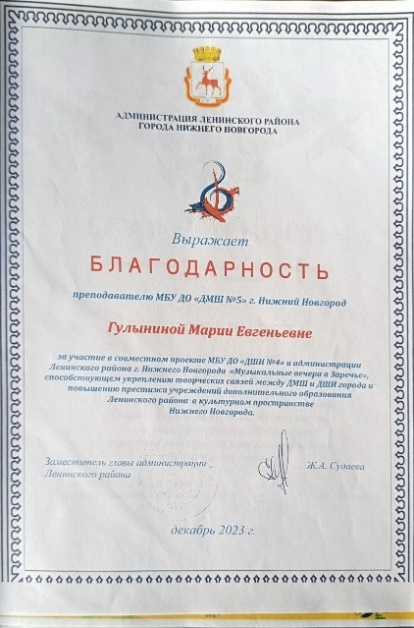 АДМИНИСТРАЦИЯ ЛЕНИНСКОГО РАЙОНА
ГОРОДА НИЖНЕГО НОВГОРОДА
Выражает
БЛАГОДАРНОСТЬ
преподавателю МБУ ДО «ДМШ №5» г. Нижний Новгород
Гулыниной Марии Евгеньевне
за участие в совместном проекте МБУ ДО «ДШИ №4» и администрации
Ленинского района г. Нижнего Новгорода «Музыкальные вечера в Заречье»,
способствующем укреплению творческих связей между ДМШ и ДШИ города и
повышению престижа учреждений дополнительного образования
Ленинского района в культурном пространстве
Нижнего Новгорода.
Заместитель главы администрации
Ленинского района
Ж.А. Судаева
декабрь 2023 г.